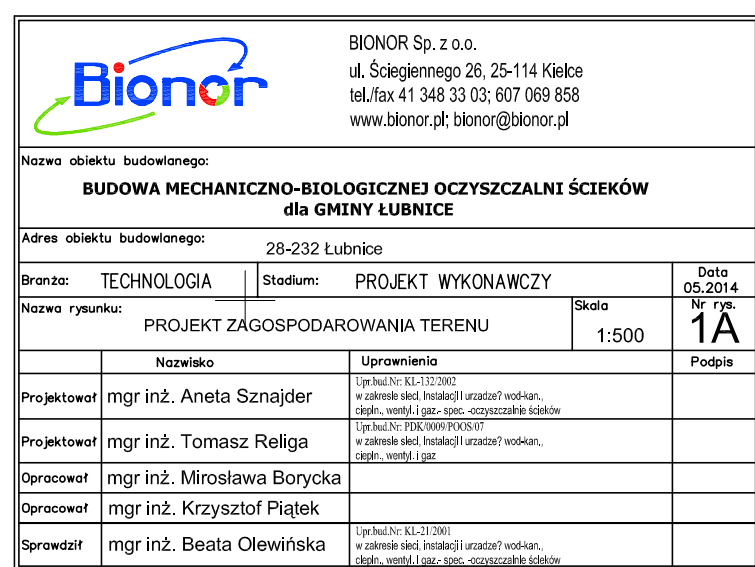 Bionor
BIONOR Sp. z o.o.
ul. Ściegiennego 26, 25-114 Kielce
tel./fax 41 348 33 03; 607 069 858
www.bionor.pl; bionor@bionor.pl
Nazwa obiektu budowlanego:
BUDOWA MECHANICZNO-BIOLOGICZNEJ OCZYSZCZALNI ŚCIEKÓW
dla GMINY ŁUBNICE
Adres obiektu budowlanego:
28-232 Łubnice
Branża: TECHNOLOGIA Stadium: PROJEKT WYKONAWCZY Data
05.2014
Nazwa rysunku: Skala Nr rys.
PROJEKT ZAGOSPODAROWANIA TERENU 1:500 1A
Nazwisko Uprawnienia Podpis
Projektował mgr inż. Aneta Sznajder Upr.bud.Nr: KL-132/2002
w zakresie sieci, Instalacji I urzadze? wod-kan.,
ciepln., wentyl. i gaz.- spec. -oczyszczalnie ścieków
Projektował mgr inż. Tomasz Religa Upr.bud.Nr: PDK/0009/POOS/07
w zakresie sieci, Instalacji I urzadze? wod-kan.,
ciepln., wentyl. i gaz
Opracował mgr inż. Mirosława Borycka
Opracował mgr inż. Krzysztof Piątek
Sprawdził mgr inż. Beata Olewińska Upr.bud.Nr: KL-21/2001
w zakresie sieci, instalacji i urzadze? wod-kan.,
ciepln., wentyl. i gaz.- spec. -oczyszczalnie ścieków